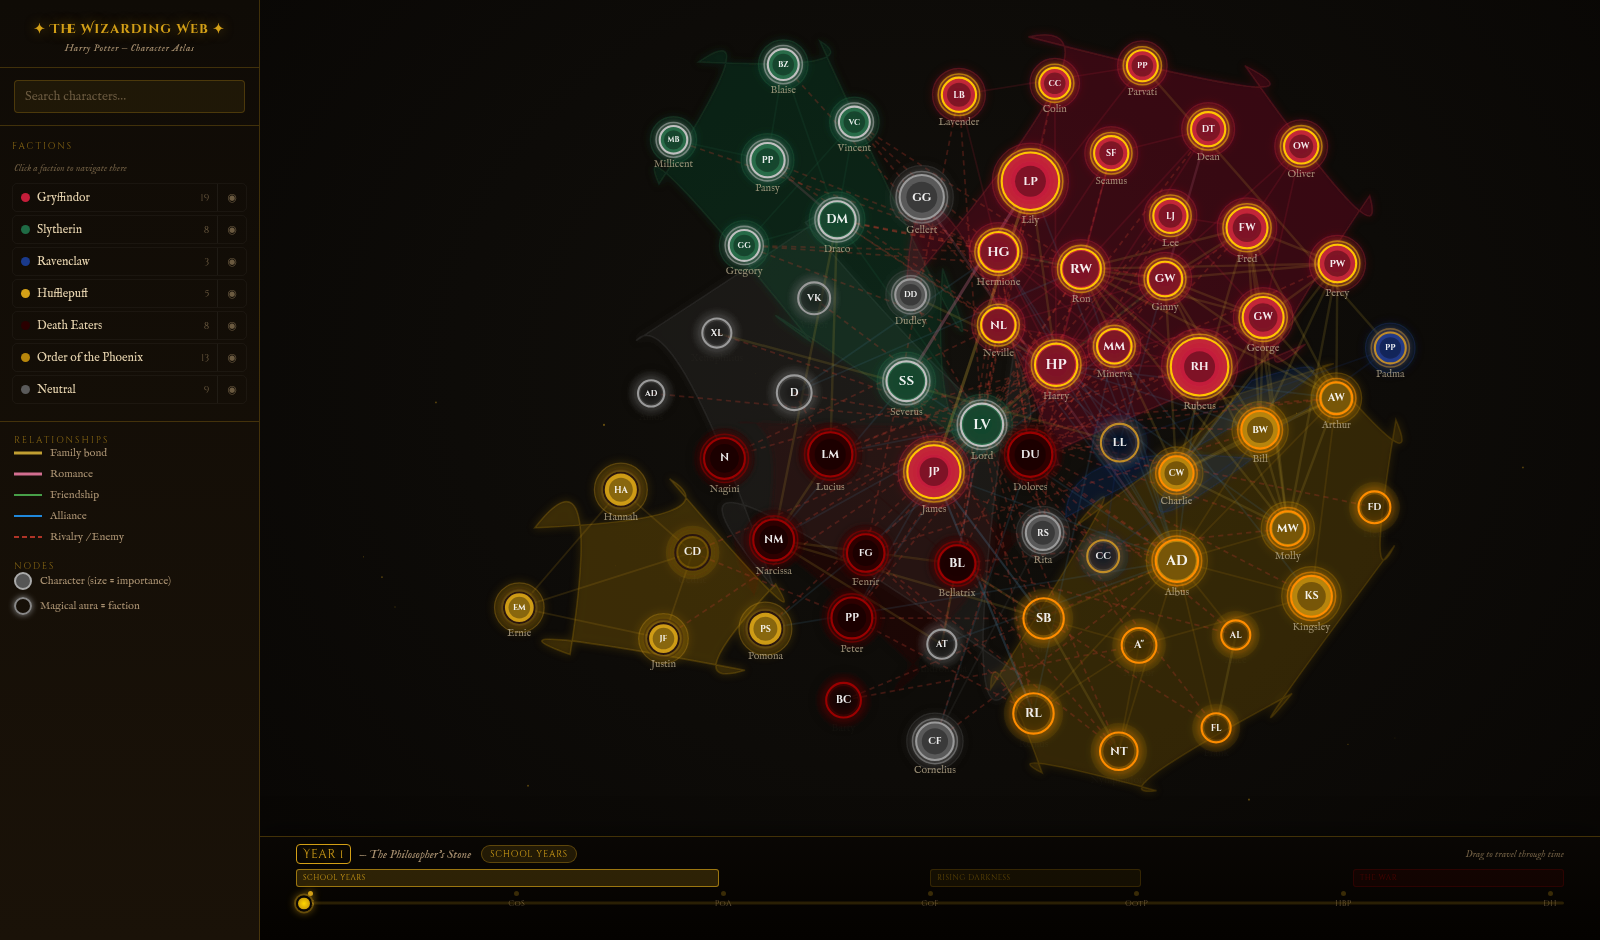 ✦ The Wizarding Web ✦
Harry Potter — Character Atlas
Search characters...
FACTIONS
Click a faction to navigate there
Gryffindor 19
Slytherin 8
Ravenclaw 3
Hufflepuff 5
Death Eaters 8
Order of the Phoenix 13
Neutral 9
RELATIONSHIPS
Family bond
Romance
Friendship
Alliance
Rivalry / Enemy
NODES
Character (size = importance)
Magical aura = faction
BZ
Blaise
PP
Parvati
CC
Colin
LB
Lavender
VC
Vincent
DT
Dean
MB
Millicent
OW
Oliver
SF
Seamus
PP
Pansy
LP
Lily
GG
Gellert
LJ
Lee
DM
Draco
FW
Fred
GG
Gregory
HG
Hermione
RW
Ron
PW
Percy
GW
Ginny
DD
Dudley
VK
GW
George
NL
Neville
XL
MM
Minerva
PP
Padma
HP
Harry
RH
Rubeus
SS
Severus
AD
D
AW
Arthur
LV
Lord
BW
Bill
LL
N
Nagini
LM
Lucius
DU
Dolores
JP
James
CW
Charlie
HA
Hannah
FD
MW
Molly
RS
Rita
NM
Narcissa
CD
FG
Fenrir
CC
BL
Bellatrix
AD
Albus
KS
Kingsley
EM
Ernie
PP
Peter
SB
PS
Pomona
AL
JF
Justin
AT
A"
BC
RL
FL
CF
Cornelius
NT
YEAR 1 — The Philosopher's Stone SCHOOL YEARS
Drag to travel through time
SCHOOL YEARS
RISING DARKNESS
THE WAR
CoS
PoA
GoF
OotP
HBP
DH